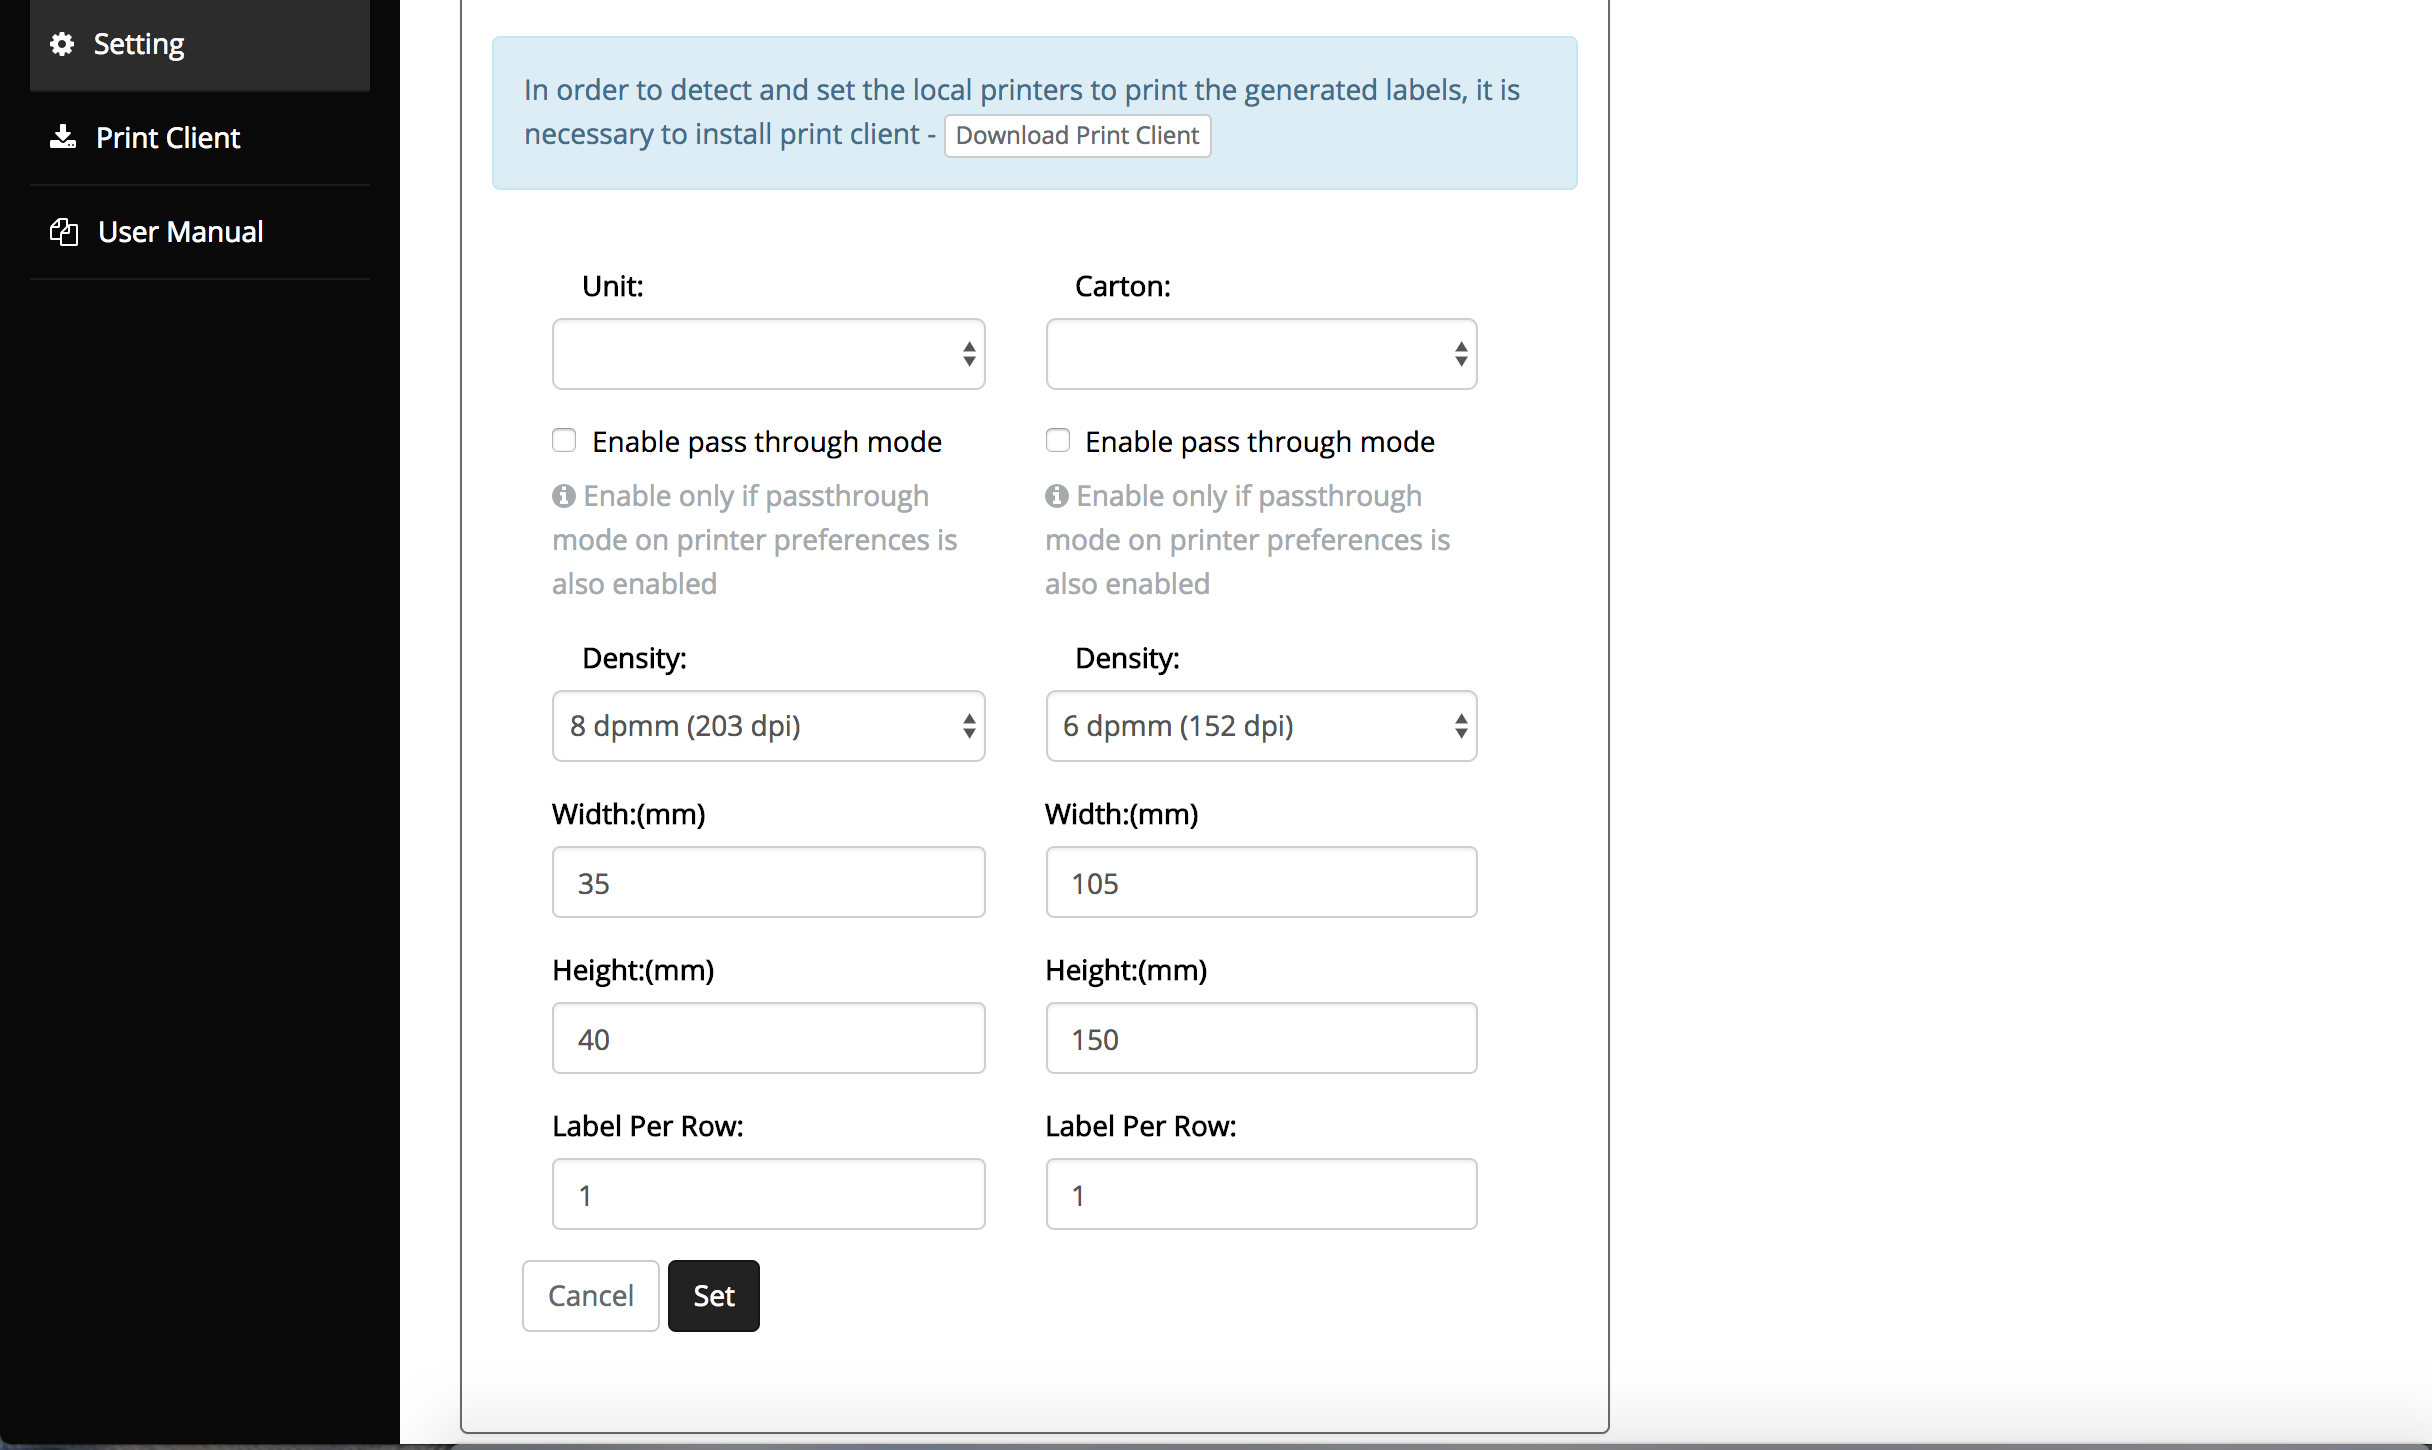 Setting
Print Client
User Manual
In order to detect and set the local printers to print the generated labels, it is
necessary to install print client - Download Print Client
Unit:
Carton:
Enable pass through mode
Enable pass through mode
Enable only if passthrough
mode on printer preferences is
also enabled
Enable only if passthrough
mode on printer preferences is
also enabled
Density:
Density:
8 dpmm (203 dpi)
6 dpmm (152 dpi)
Width:(mm)
Width:(mm)
35
105
Height:(mm)
Height:(mm)
40
150
Label Per Row:
Label Per Row:
1
1
Cancel
Set